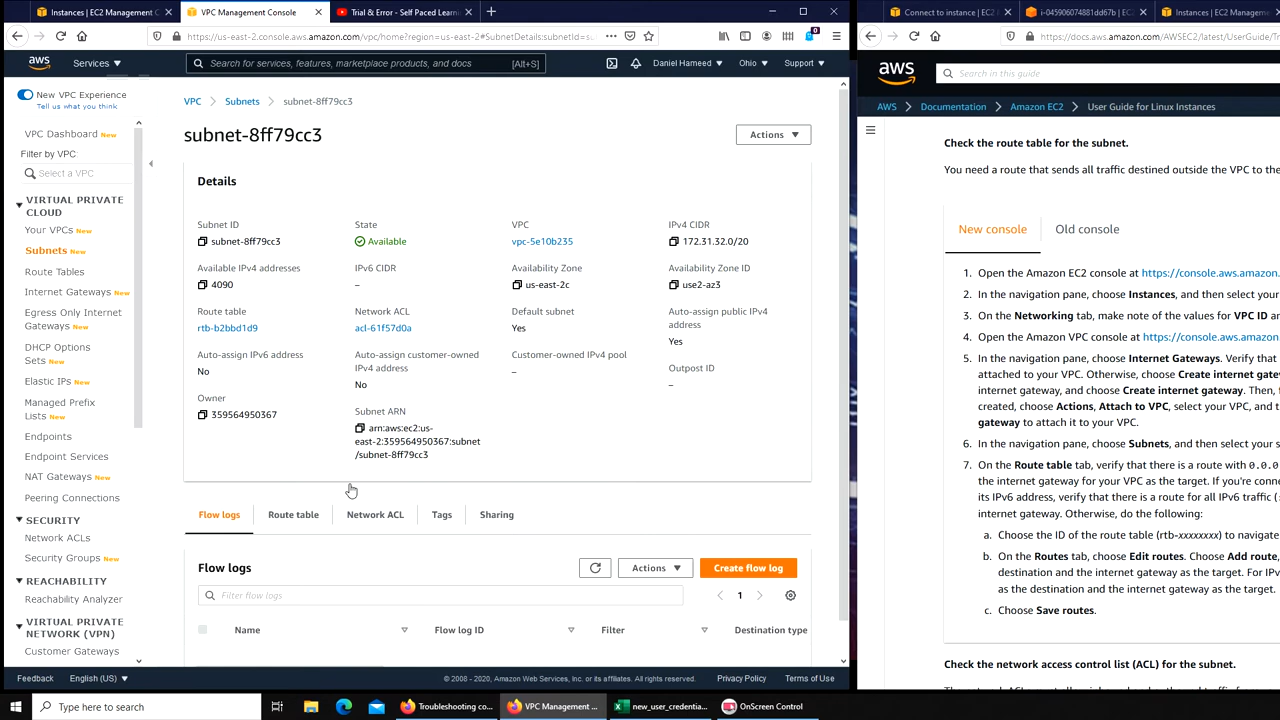 Instances | EC2 Management Con
VPC Management Console
Trial & Error - Self Paced Learnin
Connect to instance | EC2
i-045906074881dd67b | EC2
Instances | EC2 Manageme
https://us-east-2.console.aws.amazon.com/vpc/home?region=us-east-2#SubnetDetails:subnetId=s
https://docs.aws.amazon.com/AWSEC2/latest/UserGuide/Tr
aws
Services
Search for services, features, marketplace products, and docs
[Alt+S]
Daniel Hameed
Ohio
Support
New VPC Experience
Tell us what you think
VPC Dashboard New
Filter by VPC:
Select a VPC
VIRTUAL PRIVATE
CLOUD
Your VPCs New
Subnets New
Route Tables
Internet Gateways New
Egress Only Internet
Gateways New
DHCP Options
Sets New
Elastic IPs New
Managed Prefix
Lists New
Endpoints
Endpoint Services
NAT Gateways New
Peering Connections
SECURITY
Network ACLs
Security Groups New
REACHABILITY
Reachability Analyzer
VIRTUAL PRIVATE
NETWORK (VPN)
Customer Gateways
VPC > Subnets > subnet-8ff79cc3
subnet-8ff79cc3
Actions
Details
Subnet ID
subnet-8ff79cc3
State
Available
VPC
vpc-5e10b235
IPv4 CIDR
172.31.32.0/20
Available IPv4 addresses
4090
IPv6 CIDR
–
Availability Zone
us-east-2c
Availability Zone ID
use2-az3
Route table
rtb-b2bbd1d9
Network ACL
acl-61f57d0a
Default subnet
Yes
Auto-assign public IPv4
address
Yes
Auto-assign IPv6 address
No
Auto-assign customer-owned
IPv4 address
No
Customer-owned IPv4 pool
–
Outpost ID
–
Owner
359564950367
Subnet ARN
arn:aws:ec2:us-
east-2:359564950367:subnet
/subnet-8ff79cc3
Flow logs
Route table
Network ACL
Tags
Sharing
Flow logs
Actions
Create flow log
Filter flow logs
1
Name
Flow log ID
Filter
Destination type
Feedback
English (US)
© 2008 - 2020, Amazon Web Services, Inc. or its affiliates. All rights reserved.
Privacy Policy
Terms of Use
aws
Search in this guide
AWS > Documentation > Amazon EC2 > User Guide for Linux Instances
Check the route table for the subnet.
You need a route that sends all traffic destined outside the VPC to the
New console
Old console
1. Open the Amazon EC2 console at https://console.aws.amazon.
2. In the navigation pane, choose Instances, and then select your
3. On the Networking tab, make note of the values for VPC ID an
4. Open the Amazon VPC console at https://console.aws.amazon
5. In the navigation pane, choose Internet Gateways. Verify that
attached to your VPC. Otherwise, choose Create internet gate
internet gateway, and choose Create internet gateway. Then, f
created, choose Actions, Attach to VPC, select your VPC, and t
gateway to attach it to your VPC.
6. In the navigation pane, choose Subnets, and then select your s
7. On the Route table tab, verify that there is a route with 0.0.0
the internet gateway for your VPC as the target. If you're conne
its IPv6 address, verify that there is a route for all IPv6 traffic (
internet gateway. Otherwise, do the following:
a. Choose the ID of the route table (rtb-xxxxxxxx) to navigate
b. On the Routes tab, choose Edit routes. Choose Add route,
destination and the internet gateway as the target. For IPv
as the destination and the internet gateway as the target.
c. Choose Save routes.
Check the network access control list (ACL) for the subnet.
Type here to search
Troubleshooting co...
VPC Management ...
new_user_credentia...
OnScreen Control